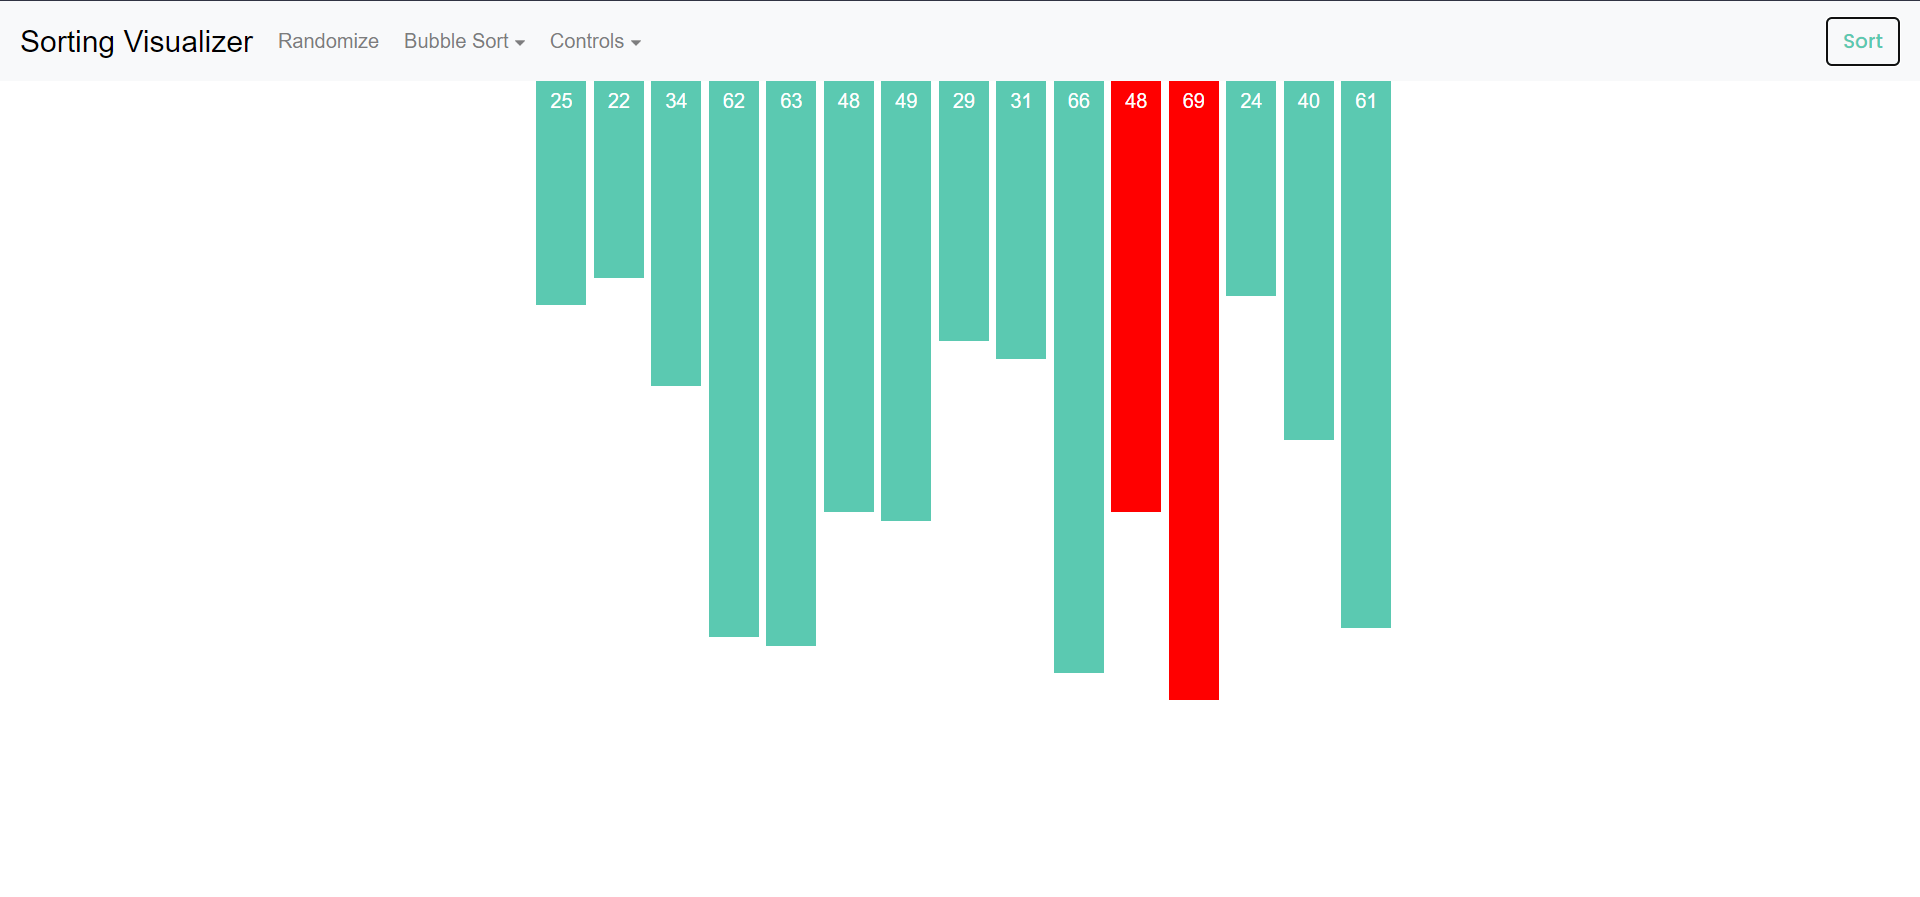 Sorting Visualizer Randomize Bubble Sort Controls Sort
25 22 34 62 63 48 49 29 31 66 48 69 24 40 61